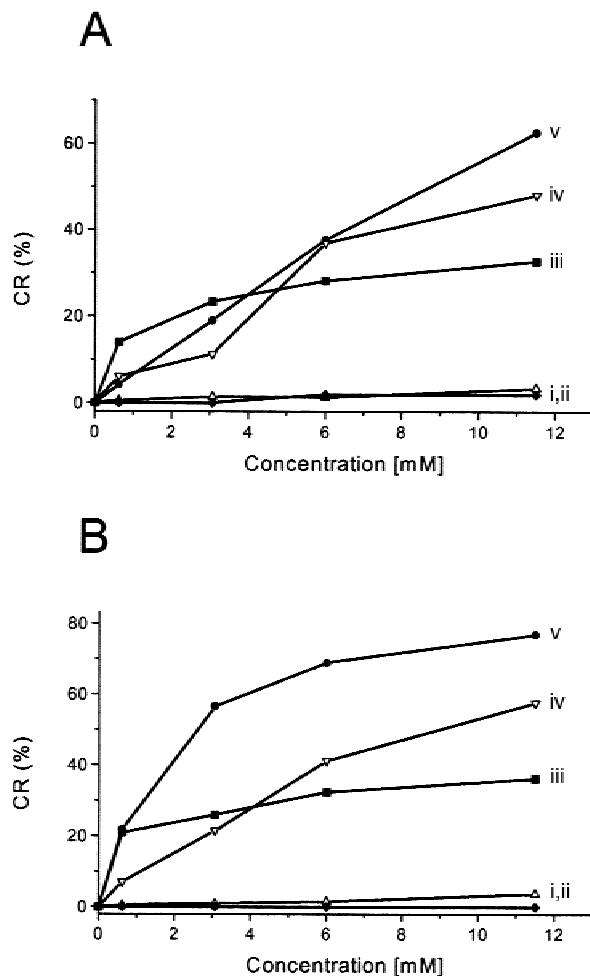 A
CR (%)
60
40
20
0
v
iv
iii
i,ii
0 2 4 6 8 10 12
Concentration [mM]
B
CR (%)
80
60
40
20
0
v
iv
iii
i,ii
0 2 4 6 8 10 12
Concentration [mM]